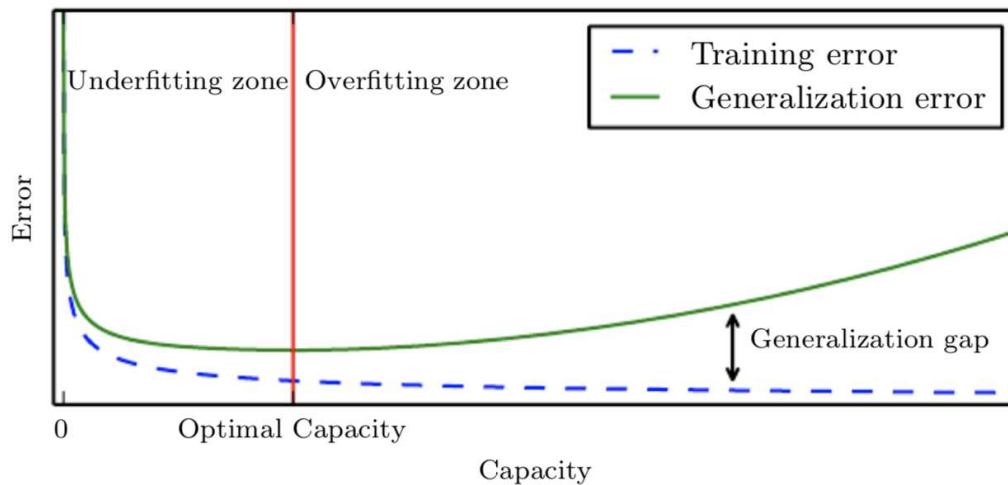 Training error
Generalization error
Underfitting zone
Overfitting zone
Error
Generalization gap
0
Optimal Capacity
Capacity